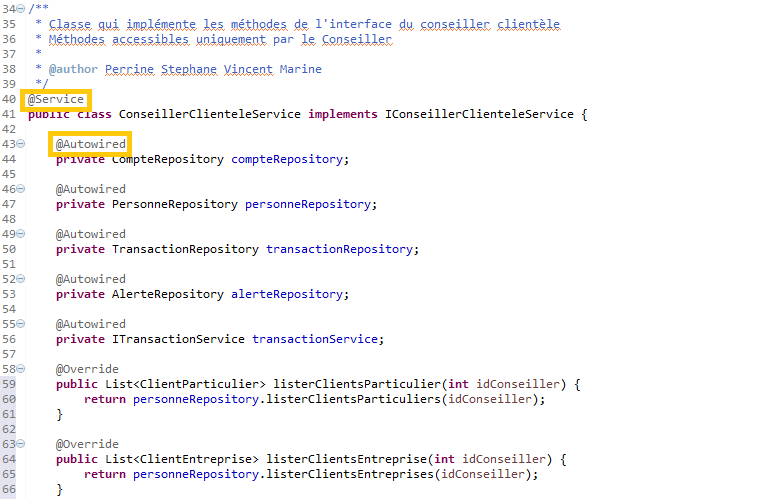 34 /**
35 * Classe qui implémente les méthodes de l'interface du conseiller clientèle
36 * Méthodes accessibles uniquement par le Conseiller
37 *
38 * @author Perrine Stephane Vincent Marine
39 */
40 @Service
41 public class ConseillerClienteleService implements IConseillerClienteleService {
42
43 @Autowired
44 private CompteRepository compteRepository;
45
46 @Autowired
47 private PersonneRepository personneRepository;
48
49 @Autowired
50 private TransactionRepository transactionRepository;
51
52 @Autowired
53 private AlerteRepository alerteRepository;
54
55 @Autowired
56 private ITransactionService transactionService;
57
58 @Override
59 public List<ClientParticulier> listerClientsParticulier(int idConseiller) {
60 return personneRepository.listerClientsParticuliers(idConseiller);
61 }
62
63 @Override
64 public List<ClientEntreprise> listerClientsEntreprise(int idConseiller) {
65 return personneRepository.listerClientsEntreprises(idConseiller);
66 }